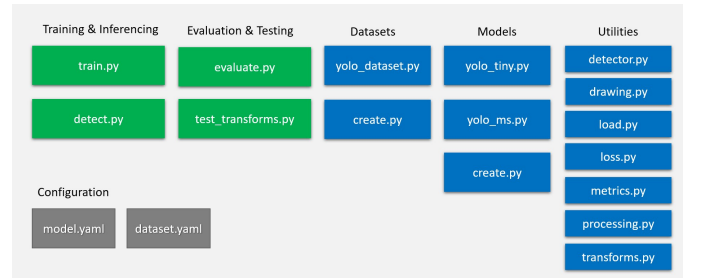 Training & Inferencing
train.py
detect.py
Evaluation & Testing
evaluate.py
test_transforms.py
Datasets
yolo_dataset.py
create.py
Models
yolo_tiny.py
yolo_ms.py
create.py
Utilities
detector.py
drawing.py
load.py
loss.py
metrics.py
processing.py
transforms.py
Configuration
model.yaml
dataset.yaml